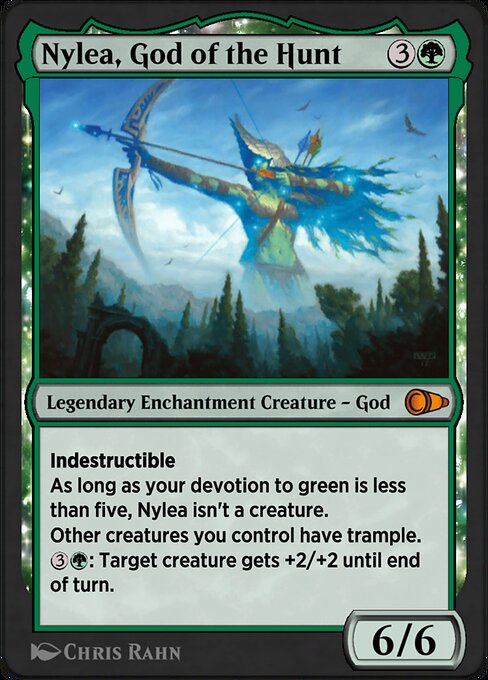 Nylea, God of the Hunt 3
Legendary Enchantment Creature – God
Indestructible
As long as your devotion to green is less
than five, Nylea isn't a creature.
Other creatures you control have trample.
3: Target creature gets +2/+2 until end
of turn.
6/6
Chris Rahn